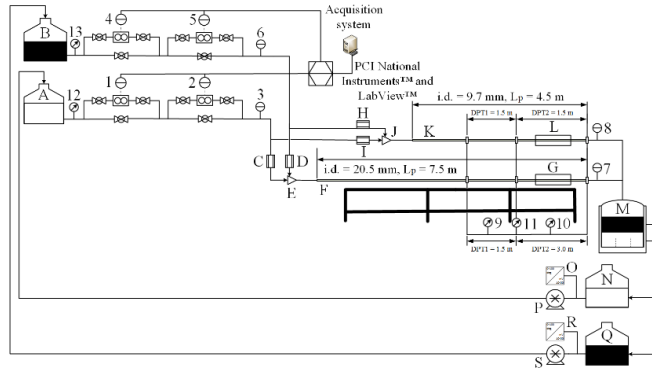 Acquisition
system
B
13
4
5
6
PCI National
Instruments™ and
LabView™
A
12
1
2
3
i.d. = 9.7 mm, Lp = 4.5 m
DPT1 = 1.5 m
DPT2 = 1.5 m
H
I
J
K
L
8
C
D
E
i.d. = 20.5 mm, Lp = 7.5 m
F
G
7
M
9
11
10
DPT1 = 1.5 m
DPT2 = 3.0 m
O
N
P
R
Q
S